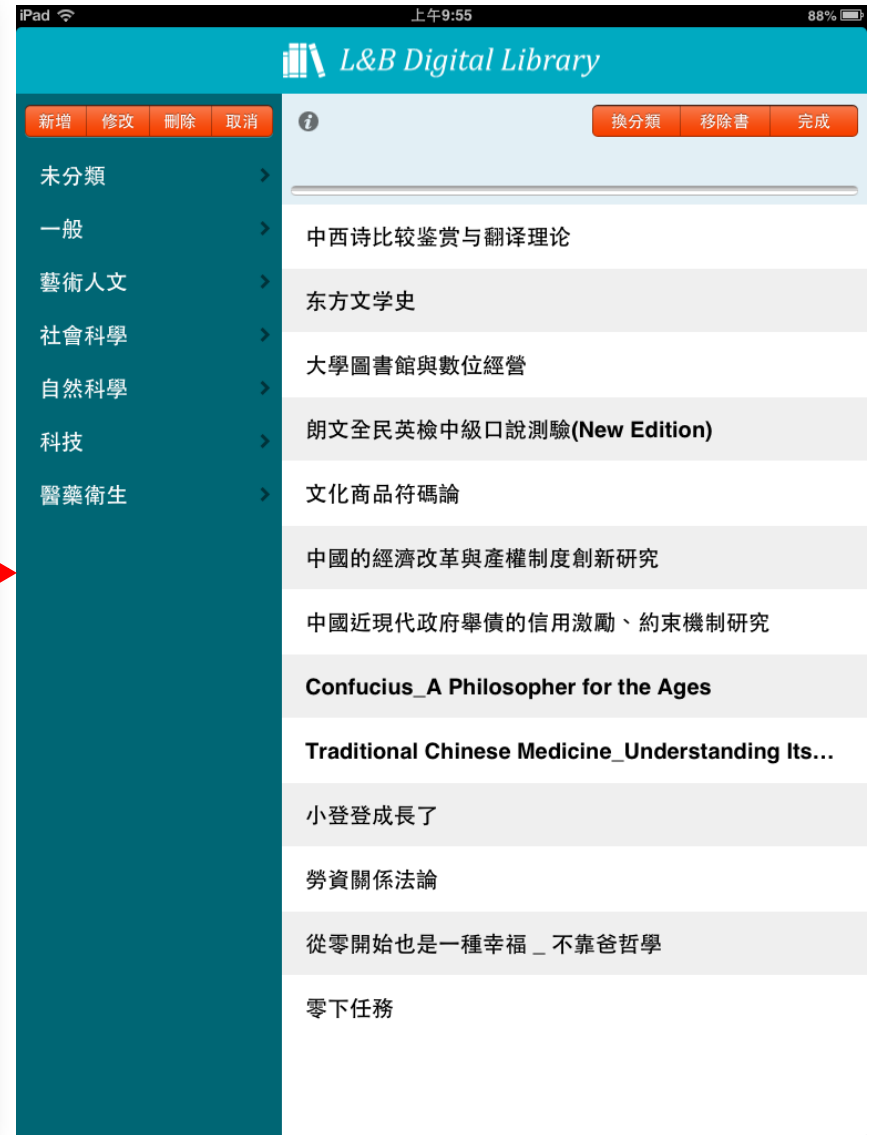 iPad 上午9:55 88%
L&B Digital Library
新增 修改 刪除 取消
換分類 移除書 完成
未分類
一般
藝術人文
社會科學
自然科學
科技
醫藥衛生
中西诗比较鉴赏与翻译理论
东方文学史
大學圖書館與數位經營
朗文全民英檢中級口說測驗(New Edition)
文化商品符碼論
中國的經濟改革與產權制度創新研究
中國近現代政府舉債的信用激勵、約束機制研究
Confucius_A Philosopher for the Ages
Traditional Chinese Medicine_Understanding Its…
小登登成長了
勞資關係法論
從零開始也是一種幸福 _ 不靠爸哲學
零下任務